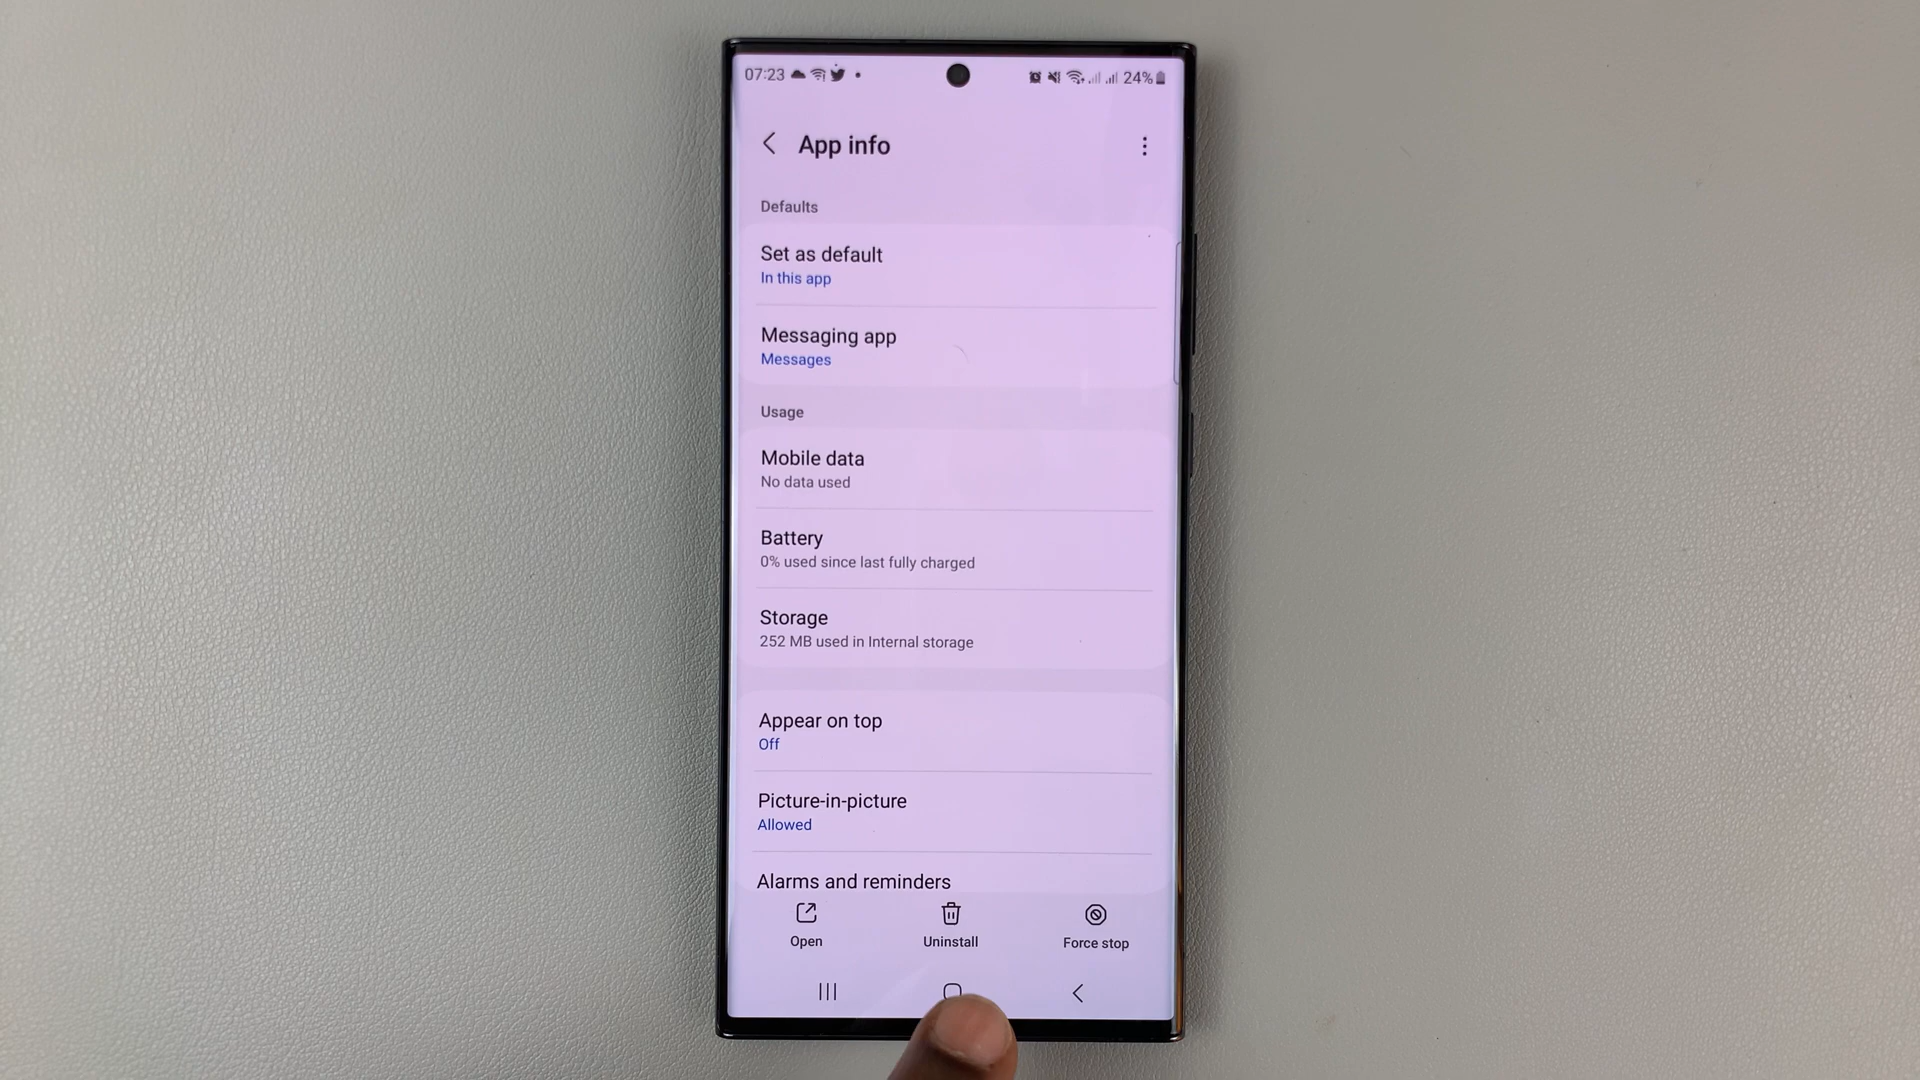 07:23
24%
App info
Defaults
Set as default
In this app
Messaging app
Messages
Usage
Mobile data
No data used
Battery
0% used since last fully charged
Storage
252 MB used in Internal storage
Appear on top
Off
Picture-in-picture
Allowed
Alarms and reminders
Open
Uninstall
Force stop